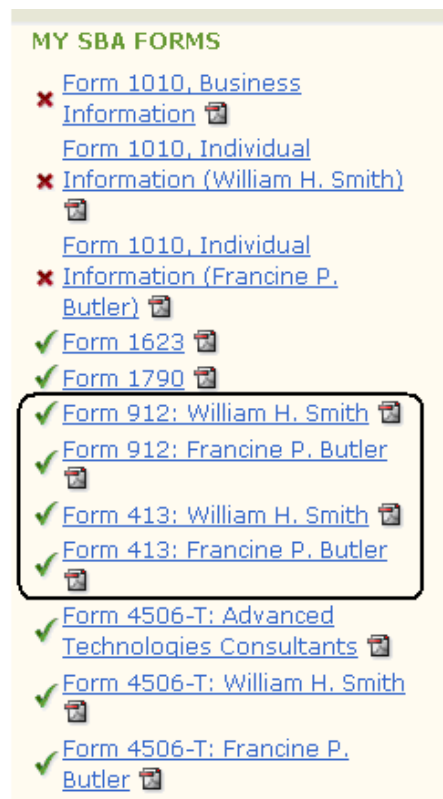 MY SBA FORMS
Form 1010, Business
Information
Form 1010, Individual
Information (William H. Smith)
Form 1010, Individual
Information (Francine P.
Butler)
Form 1623
Form 1790
Form 912: William H. Smith
Form 912: Francine P. Butler
Form 413: William H. Smith
Form 413: Francine P. Butler
Form 4506-T: Advanced
Technologies Consultants
Form 4506-T: William H. Smith
Form 4506-T: Francine P.
Butler